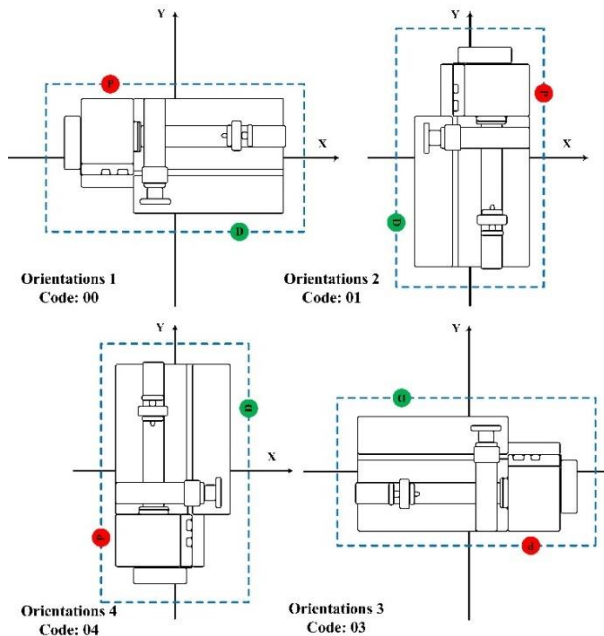 Y
P
X
D
Orientations 1
Code: 00
Y
P
X
D
Orientations 2
Code: 01
Y
D
X
P
Orientations 4
Code: 04
Y
D
P
Orientations 3
Code: 03